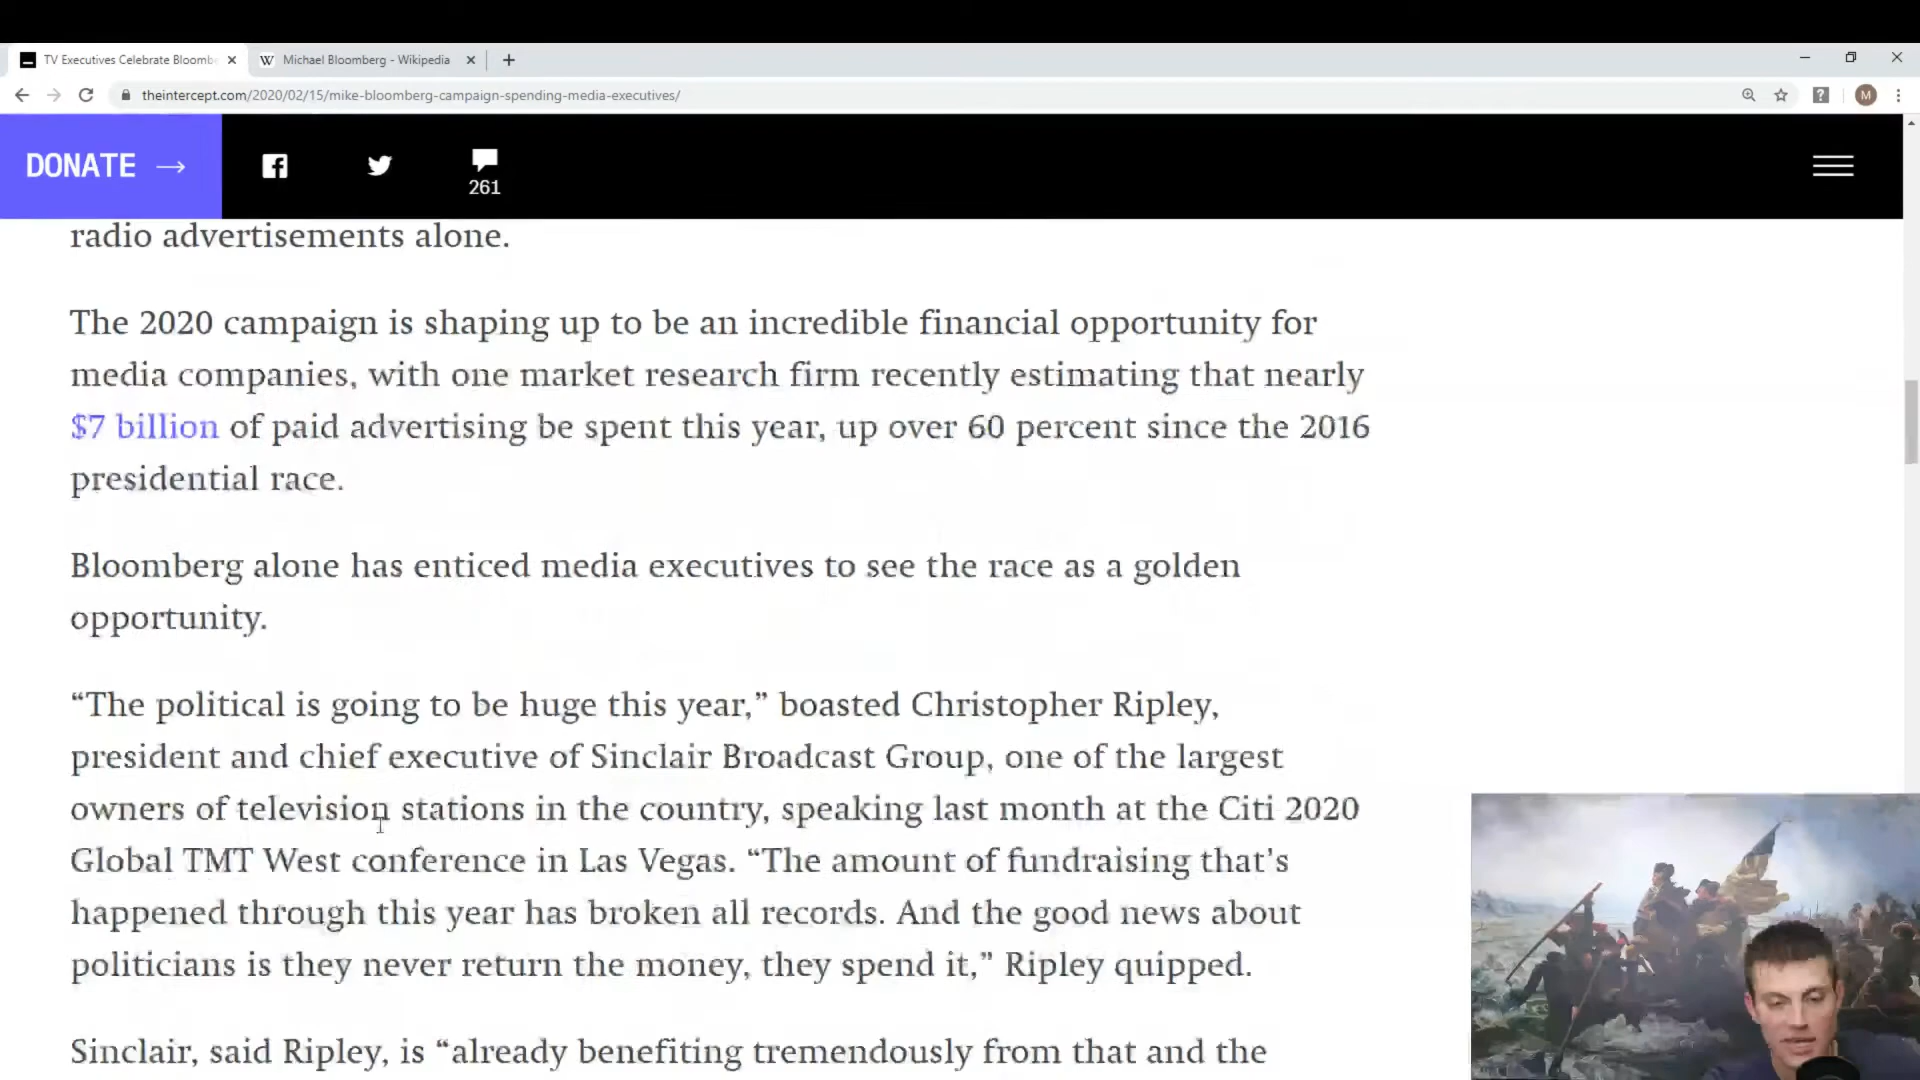 TV Executives Celebrate Bloomb
Michael Bloomberg - Wikipedia
theintercept.com/2020/02/15/mike-bloomberg-campaign-spending-media-executives/
M
DONATE →
261
radio advertisements alone.
The 2020 campaign is shaping up to be an incredible financial opportunity for
media companies, with one market research firm recently estimating that nearly
$7 billion of paid advertising be spent this year, up over 60 percent since the 2016
presidential race.
Bloomberg alone has enticed media executives to see the race as a golden
opportunity.
“The political is going to be huge this year,” boasted Christopher Ripley,
president and chief executive of Sinclair Broadcast Group, one of the largest
owners of television stations in the country, speaking last month at the Citi 2020
Global TMT West conference in Las Vegas. “The amount of fundraising that’s
happened through this year has broken all records. And the good news about
politicians is they never return the money, they spend it,” Ripley quipped.
Sinclair, said Ripley, is “already benefiting tremendously from that and the